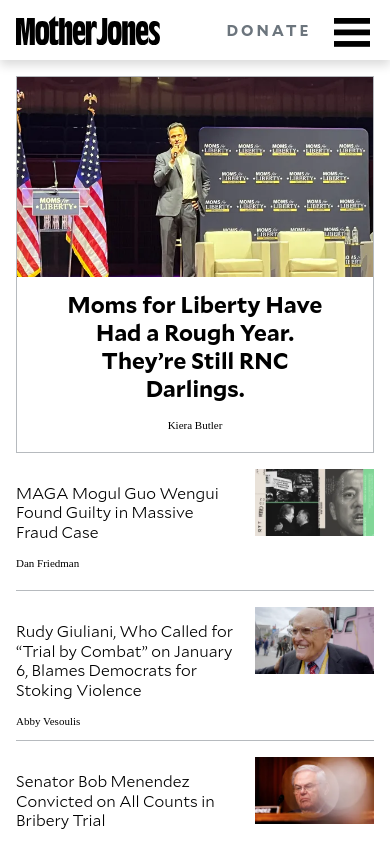 Mother Jones
DONATE
MOMS for LIBERTY
Moms for Liberty Have
Had a Rough Year.
They’re Still RNC
Darlings.
Kiera Butler
MAGA Mogul Guo Wengui
Found Guilty in Massive
Fraud Case
Dan Friedman
Rudy Giuliani, Who Called for
“Trial by Combat” on January
6, Blames Democrats for
Stoking Violence
Abby Vesoulis
Senator Bob Menendez
Convicted on All Counts in
Bribery Trial